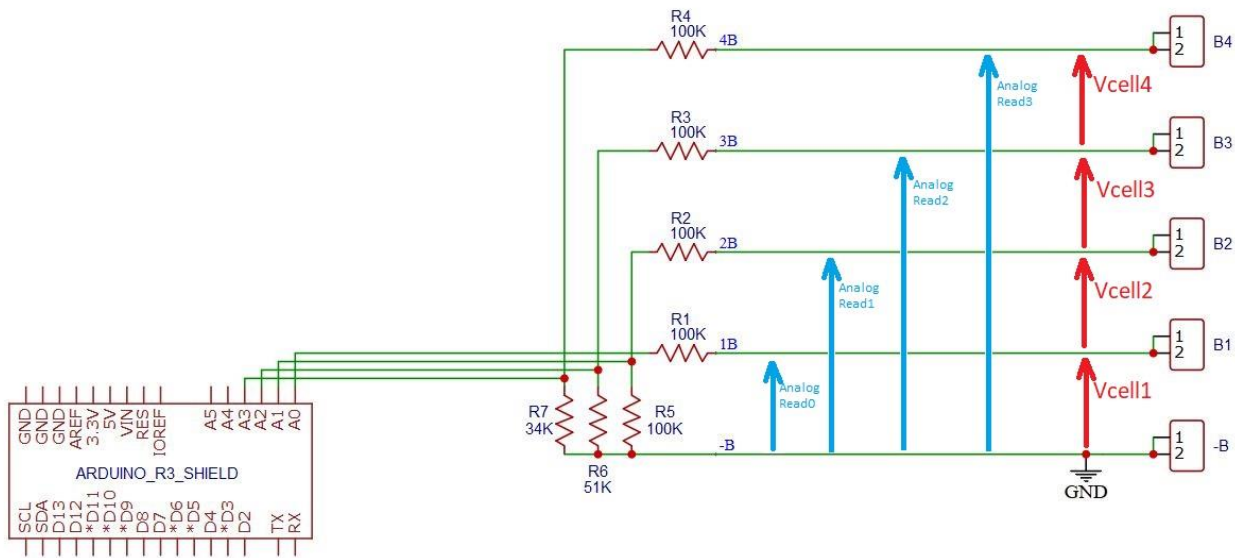 R4
100K
4B
1
2
B4
Analog
Read3
Vcell4
R3
100K
3B
1
2
B3
Analog
Read2
Vcell3
R2
100K
2B
1
2
B2
Analog
Read1
Vcell2
R1
100K
1B
1
2
B1
Analog
Read0
Vcell1
R7
34K
R5
100K
-B
1
2
-B
R6
51K
GND
GND
GND
GND
AREF
3.3V
5V
VIN
RES
IOREF
A5
A4
A3
A2
A1
A0
ARDUINO_R3_SHIELD
SCL
SDA
D13
D12
*D11
*D10
*D9
D8
D7
*D6
*D5
D4
*D3
D2
TX
RX